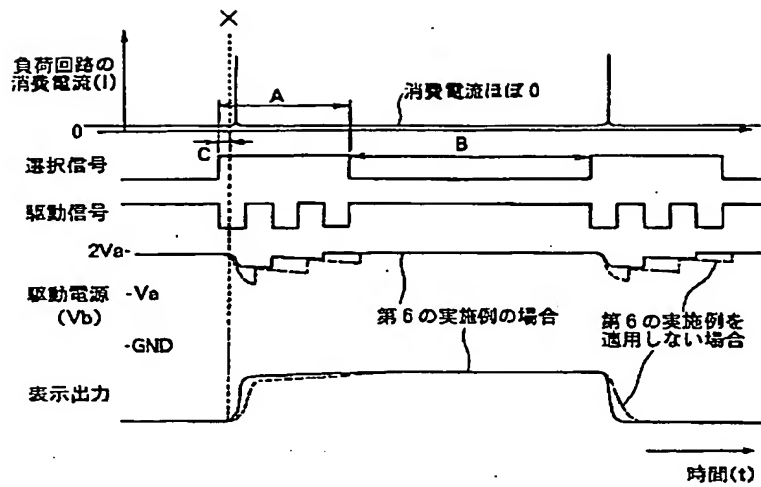 X
負荷回路の
消費電流(I)
A
消費電流ほぼ0
0
C
B
選択信号
駆動信号
2Va-
駆動電源
(Vb)
-Va
-GND
第6の実施例の場合
第6の実施例を
適用しない場合
表示出力
時間(t)